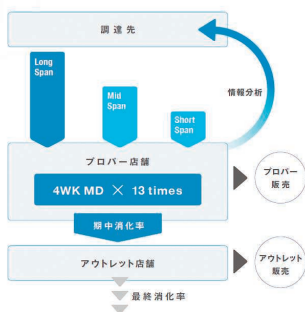 調達先
Long
Span
Mid
Span
Short
Span
情報分析
プロパー店舗
4WK MD × 13 times
プロパー
販売
期中消化率
アウトレット店舗
アウトレット
販売
最終消化率